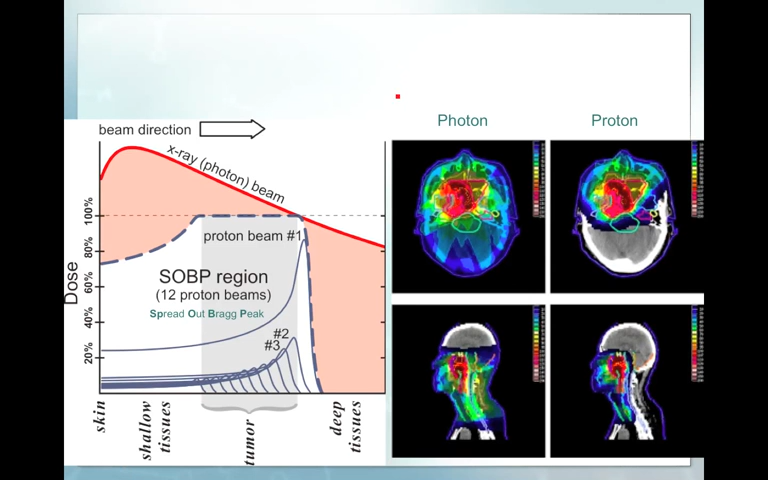 beam direction
x-ray (photon) beam
100%
80%
60%
40%
20%
Dose
proton beam #1
SOBP region
(12 proton beams)
Spread Out Bragg Peak
#2
#3
skin
shallow
tissues
tumor
deep
tissues
Photon
Proton